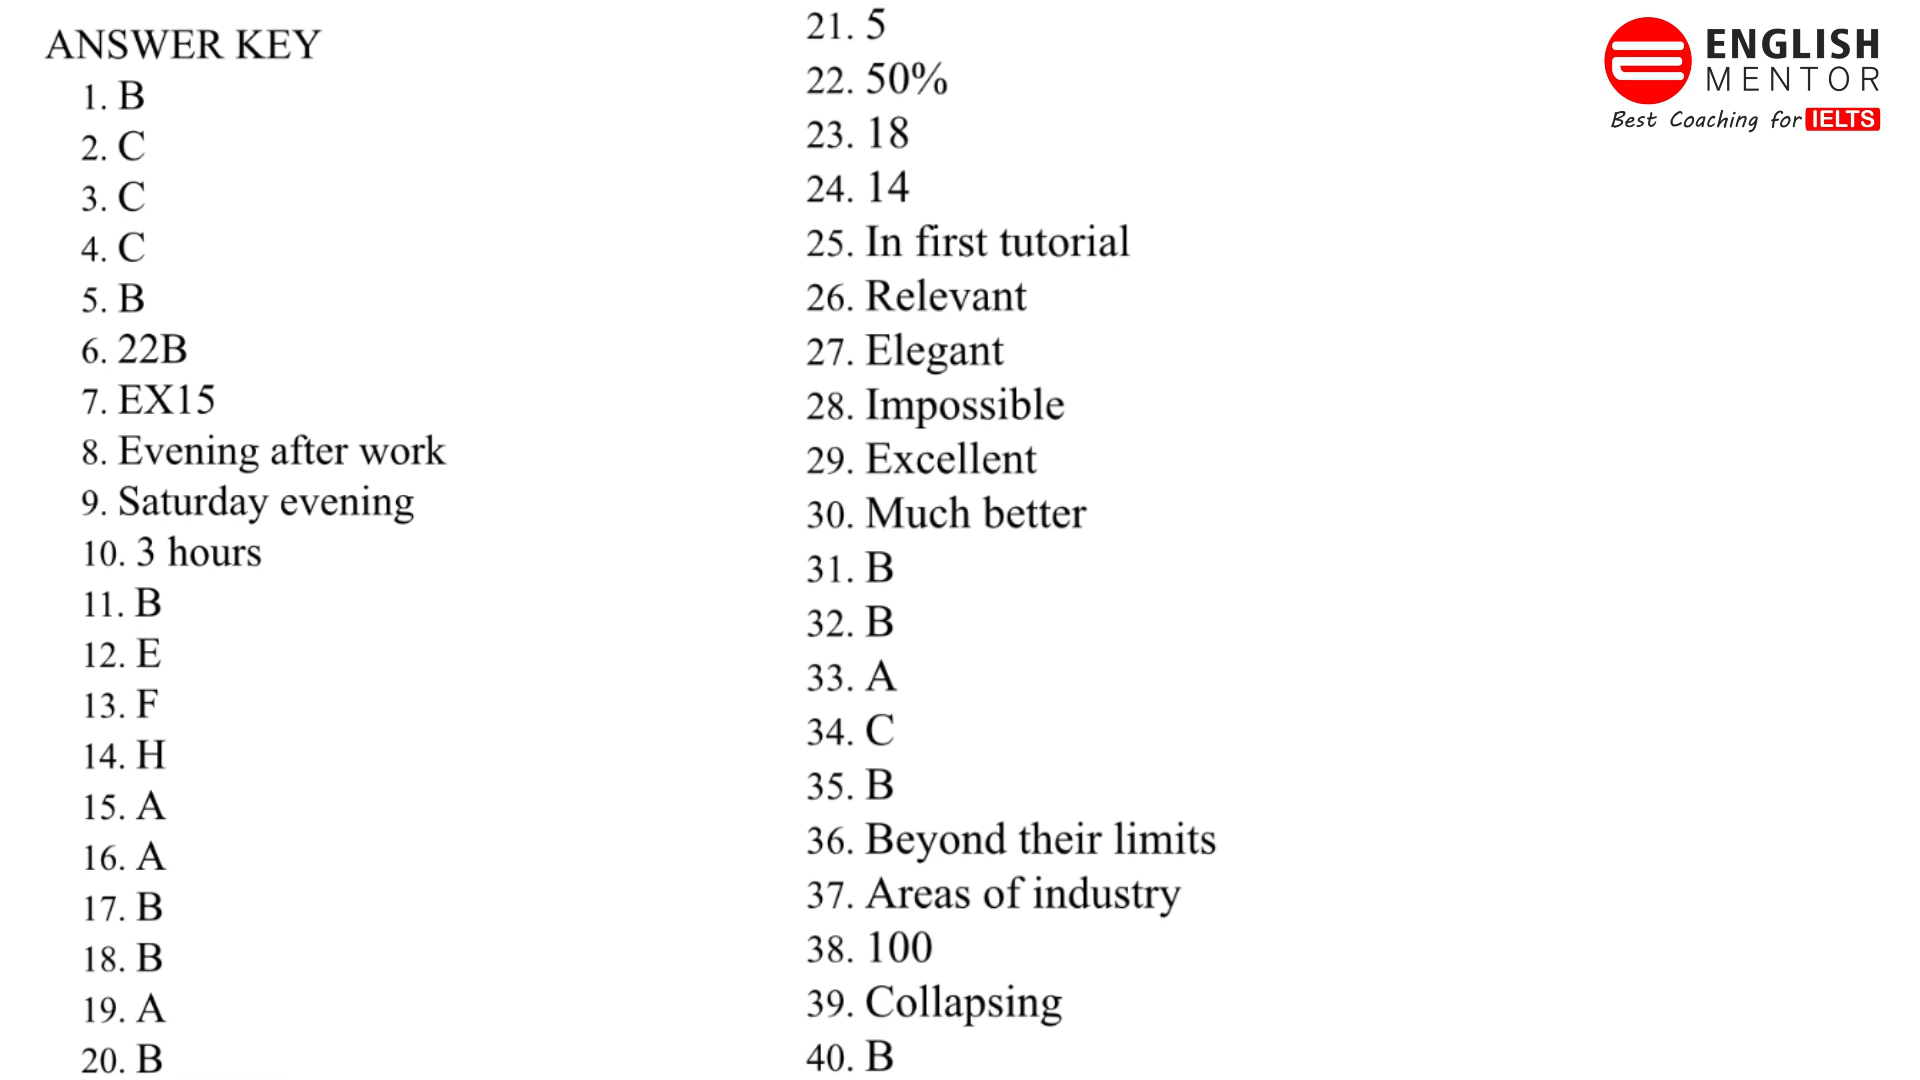 ANSWER KEY
1. B
2. C
3. C
4. C
5. B
6. 22B
7. EX15
8. Evening after work
9. Saturday evening
10. 3 hours
11. B
12. E
13. F
14. H
15. A
16. A
17. B
18. B
19. A
20. B
21. 5
22. 50%
23. 18
24. 14
25. In first tutorial
26. Relevant
27. Elegant
28. Impossible
29. Excellent
30. Much better
31. B
32. B
33. A
34. C
35. B
36. Beyond their limits
37. Areas of industry
38. 100
39. Collapsing
40. B
ENGLISH
MENTOR
Best Coaching for IELTS